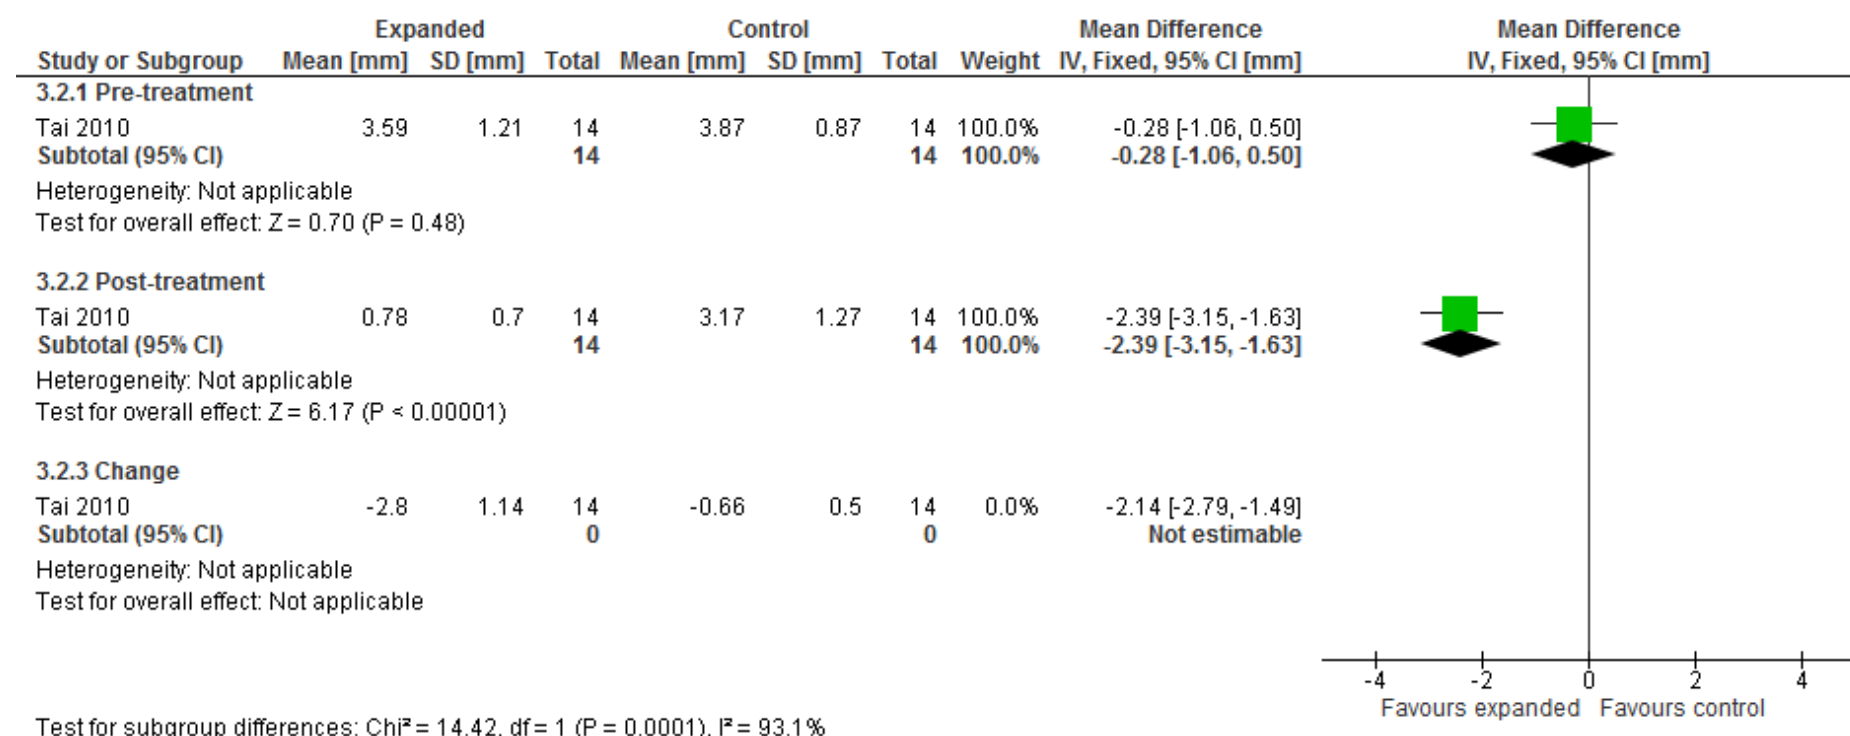 Expanded Control Mean Difference Mean Difference
Study or Subgroup Mean [mm] SD [mm] Total Mean [mm] SD [mm] Total Weight IV, Fixed, 95% CI [mm] IV, Fixed, 95% CI [mm]
3.2.1 Pre-treatment
Tai 2010 3.59 1.21 14 3.87 0.87 14 100.0% -0.28 [-1.06, 0.50]
Subtotal (95% CI) 14 14 100.0% -0.28 [-1.06, 0.50]
Heterogeneity: Not applicable
Test for overall effect: Z = 0.70 (P = 0.48)
3.2.2 Post-treatment
Tai 2010 0.78 0.7 14 3.17 1.27 14 100.0% -2.39 [-3.15, -1.63]
Subtotal (95% CI) 14 14 100.0% -2.39 [-3.15, -1.63]
Heterogeneity: Not applicable
Test for overall effect: Z = 6.17 (P < 0.00001)
3.2.3 Change
Tai 2010 -2.8 1.14 14 -0.66 0.5 14 0.0% -2.14 [-2.79, -1.49]
Subtotal (95% CI) 0 0 Not estimable
Heterogeneity: Not applicable
Test for overall effect: Not applicable
-4 -2 0 2 4
Favours expanded Favours control
Test for subgroup differences: Chi² = 14.42, df = 1 (P = 0.0001), I² = 93.1%